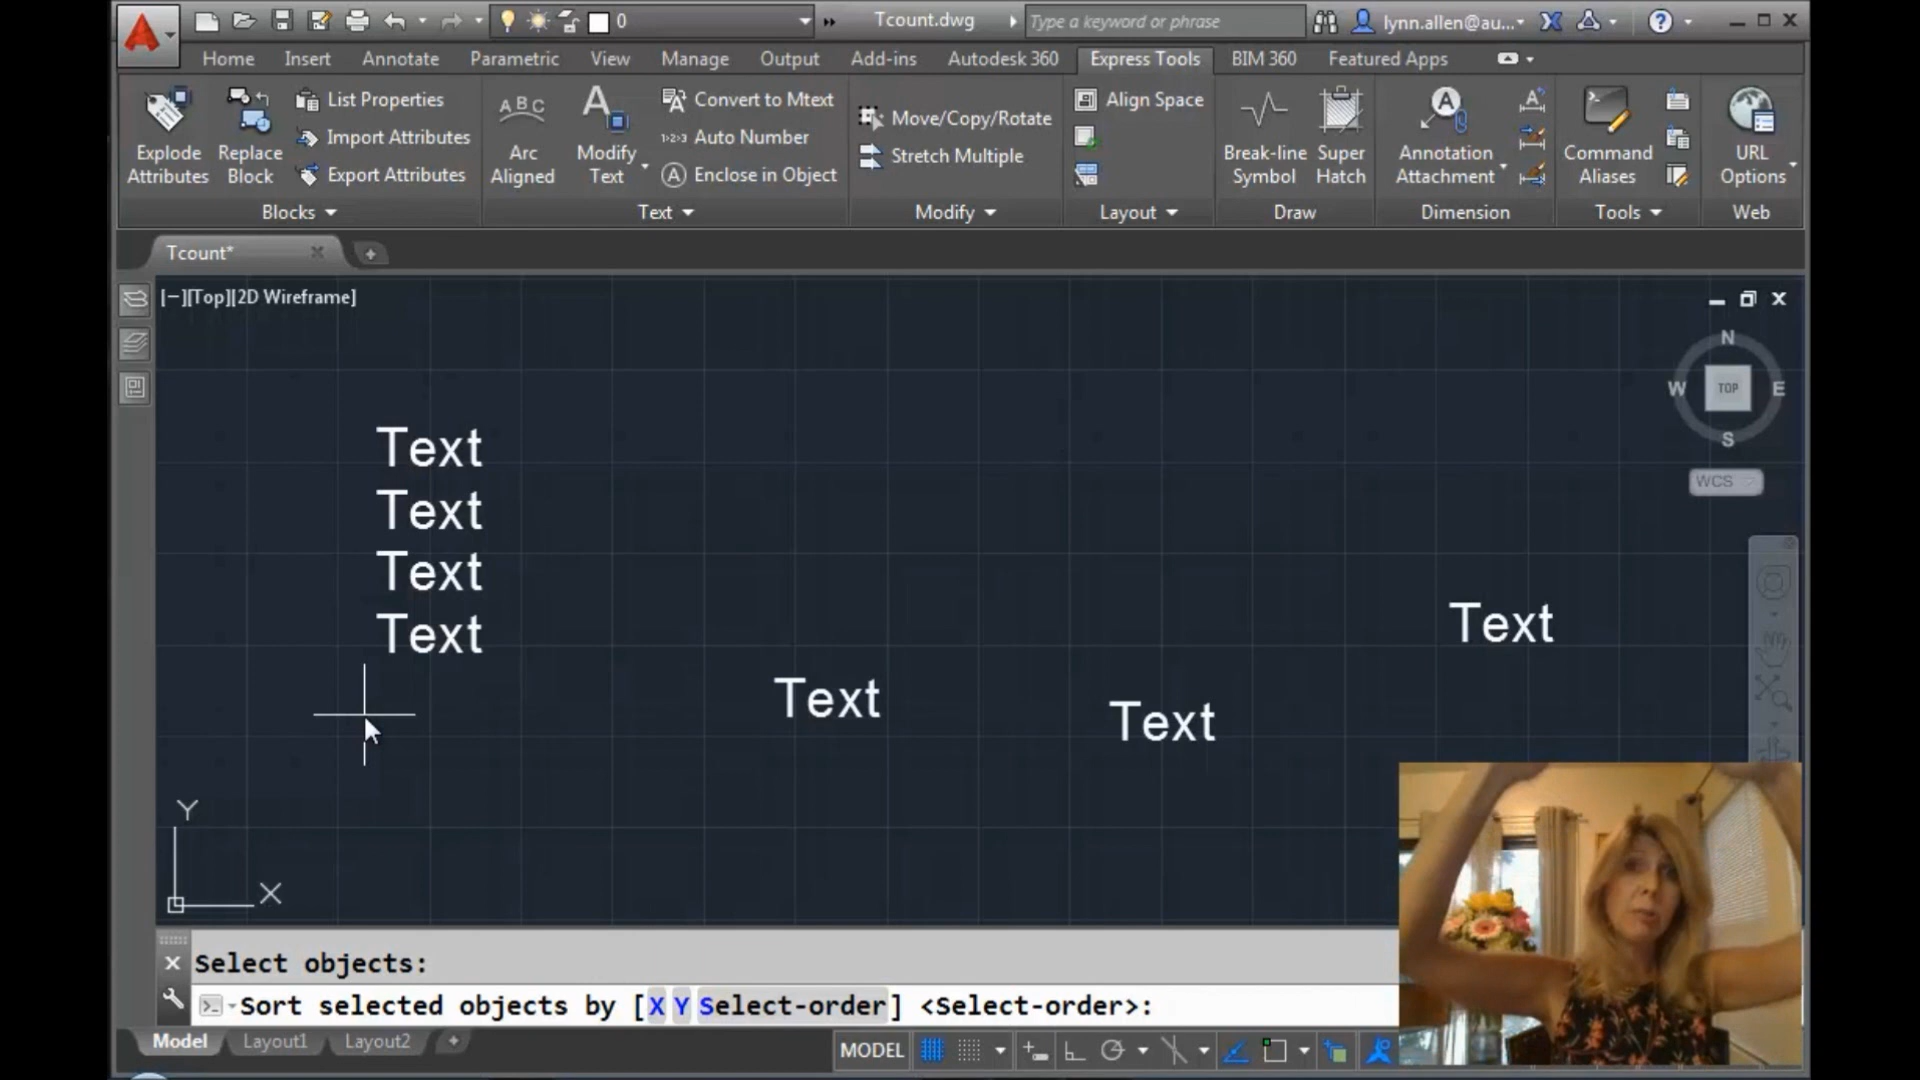 0
Tcount.dwg
Type a keyword or phrase
lynn.allen@au...
Home
Insert
Annotate
Parametric
View
Manage
Output
Add-ins
Autodesk 360
Express Tools
BIM 360
Featured Apps
Explode Attributes
Replace Block
List Properties
Import Attributes
Export Attributes
Blocks
ABC
Arc Aligned
Modify Text
Convert to Mtext
1-2-3 Auto Number
Enclose in Object
Text
Move/Copy/Rotate
Stretch Multiple
Modify
Align Space
Layout
Break-line Symbol
Super Hatch
Draw
Annotation Attachment
Dimension
Command Aliases
Tools
URL Options
Web
Tcount*
[−][Top][2D Wireframe]
N
W
TOP
E
S
WCS
Text
Text
Text
Text
Text
Text
Text
Y
X
Select objects:
Sort selected objects by [X Y Select-order] <Select-order>:
Model
Layout1
Layout2
MODEL